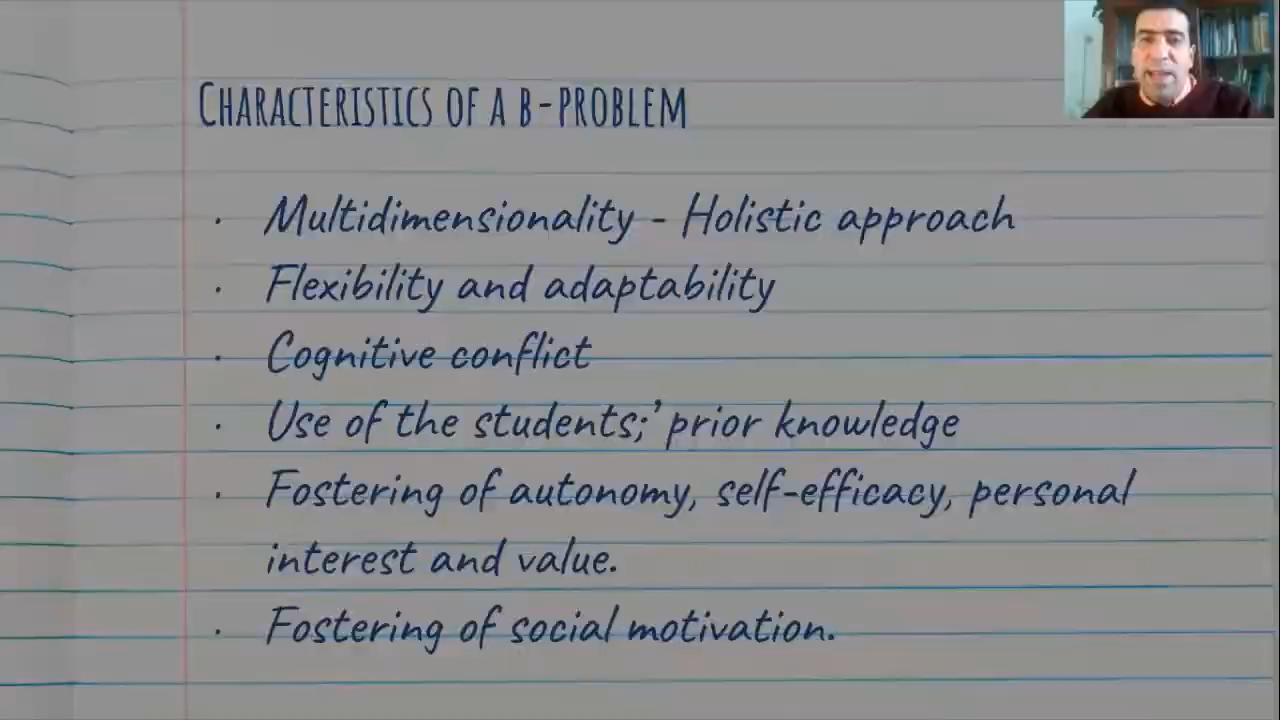 CHARACTERISTICS OF A B-PROBLEM
· Multidimensionality - Holistic approach
· Flexibility and adaptability
· Cognitive conflict
· Use of the students;’ prior knowledge
· Fostering of autonomy, self-efficacy, personal
interest and value.
· Fostering of social motivation.